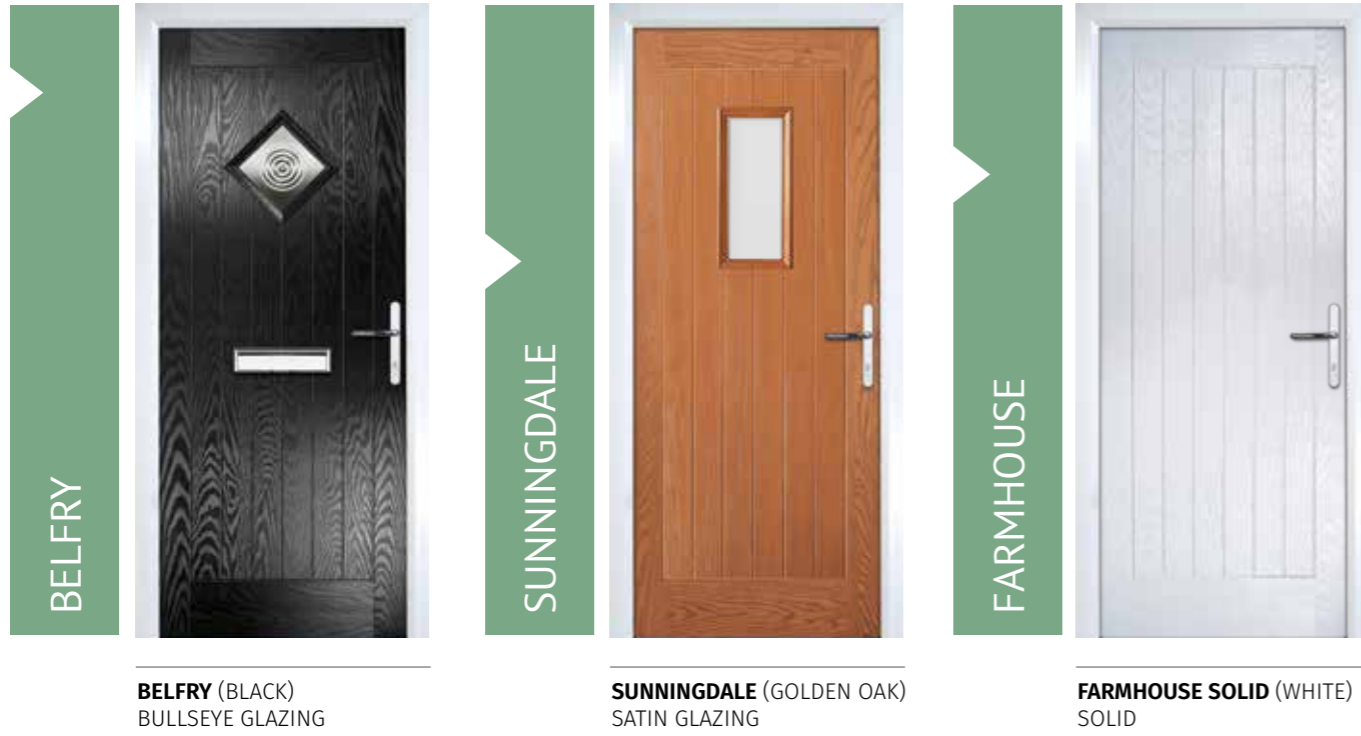 BELFRY
SUNNINGDALE
FARMHOUSE
BELFRY (BLACK)
BULLSEYE GLAZING
SUNNINGDALE (GOLDEN OAK)
SATIN GLAZING
FARMHOUSE SOLID (WHITE)
SOLID